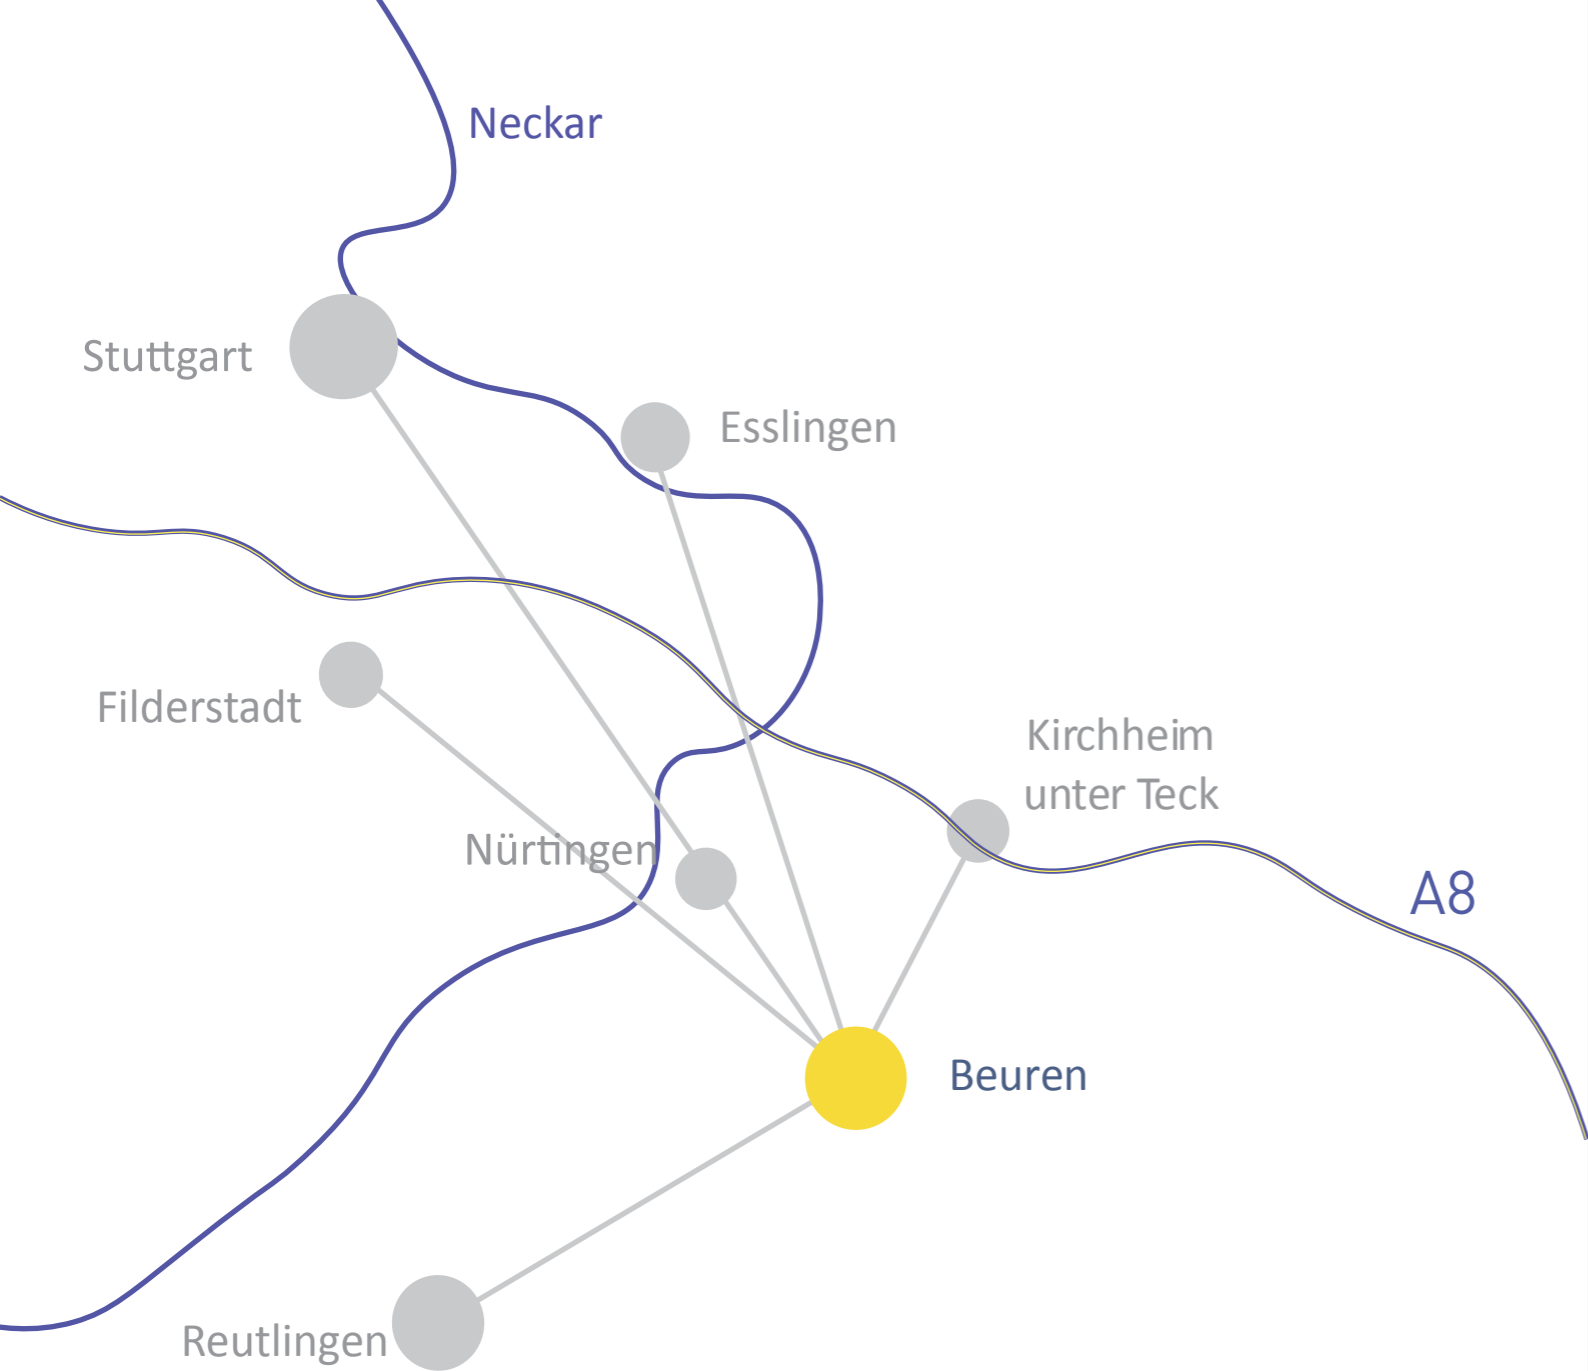 Neckar
Stuttgart
Esslingen
Filderstadt
Kirchheim
unter Teck
Nürtingen
A8
Beuren
Reutlingen